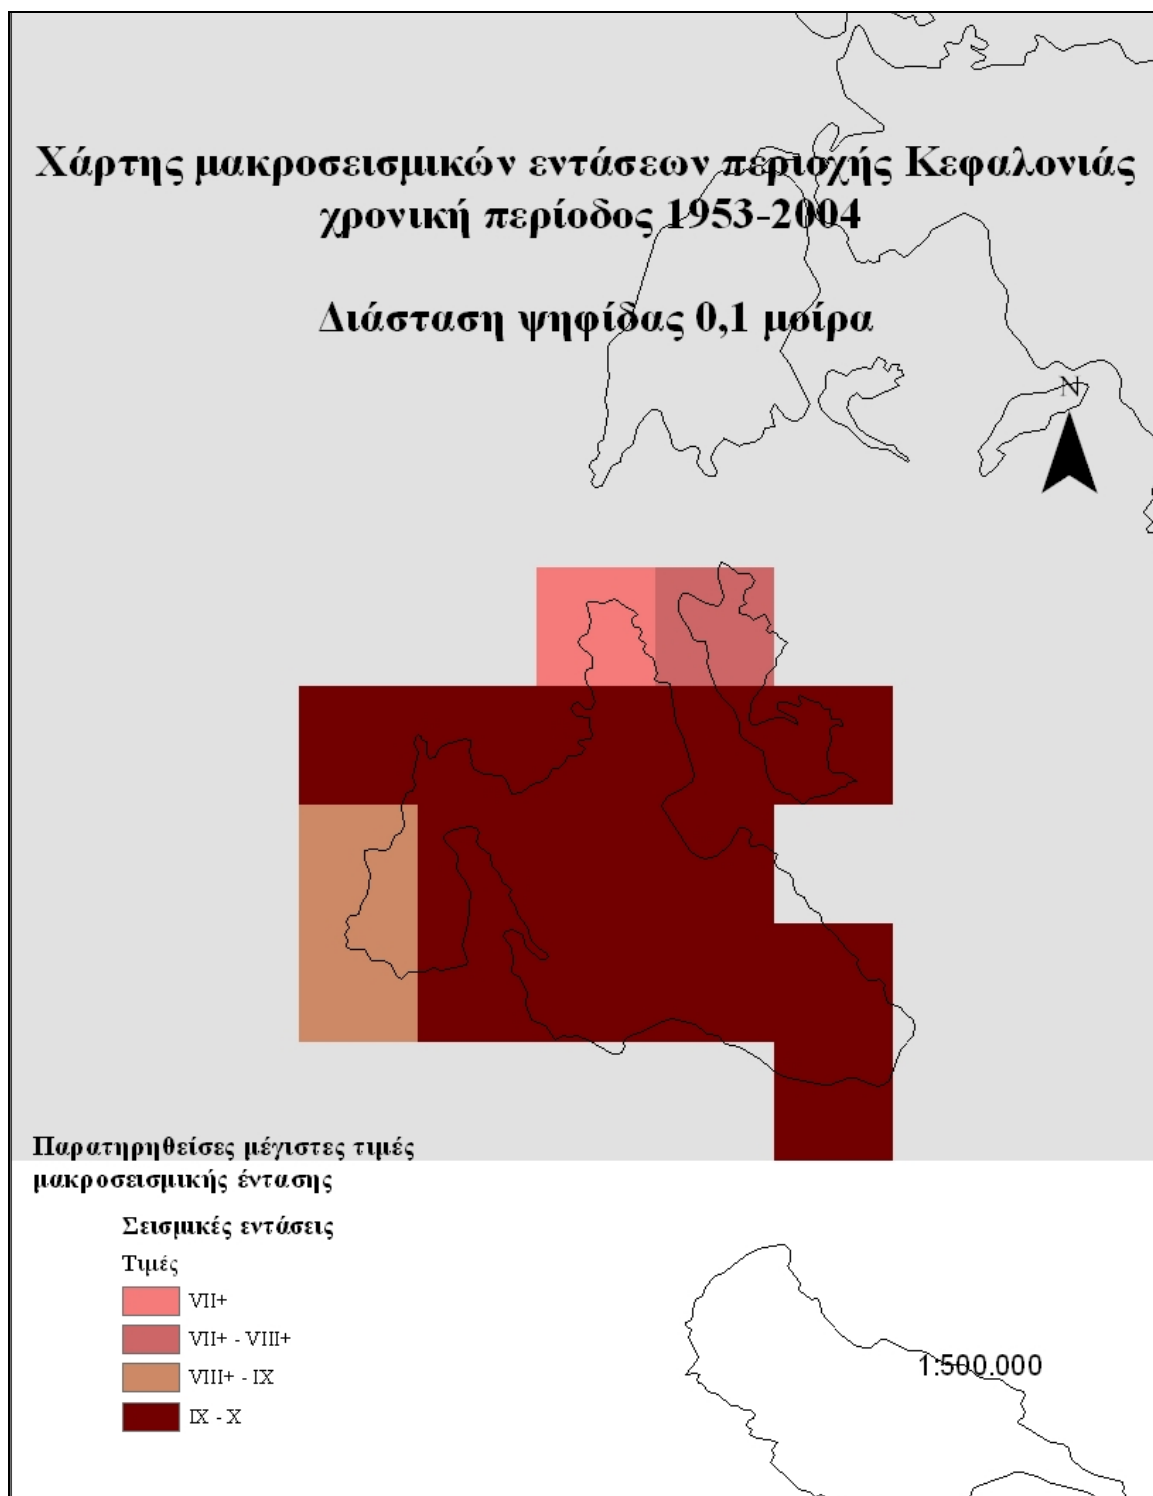 Χάρτης μακροσεισμικών εντάσεων περιοχής Κεφαλονιάς
χρονική περίοδος 1953-2004
Διάσταση ψηφίδας 0,1 μοίρα
N
Παρατηρηθείσες μέγιστες τιμές
μακροσεισμικής έντασης
Σεισμικές εντάσεις
Τιμές
VII+
VII+ - VIII+
VIII+ - IX
IX - X
1:500.000